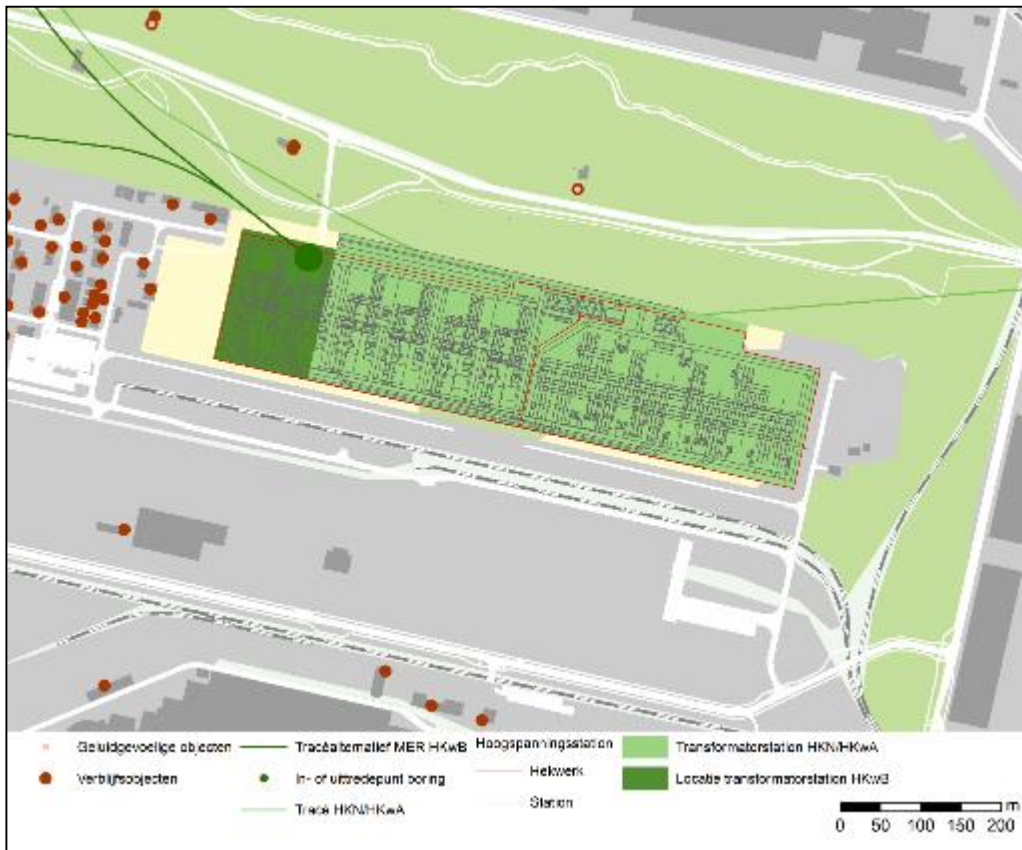 Geluidgevoelige objecten
Verblijfsobjecten
Tracéalternatief MER HKwB
In- of uittredepunt boring
Tracé HKN/HKwA
Hoogspanningsstation
Hekwerk
Station
Transformatorstation HKN/HKwA
Locatie transformatorstation HKwB
m
0 50 100 150 200